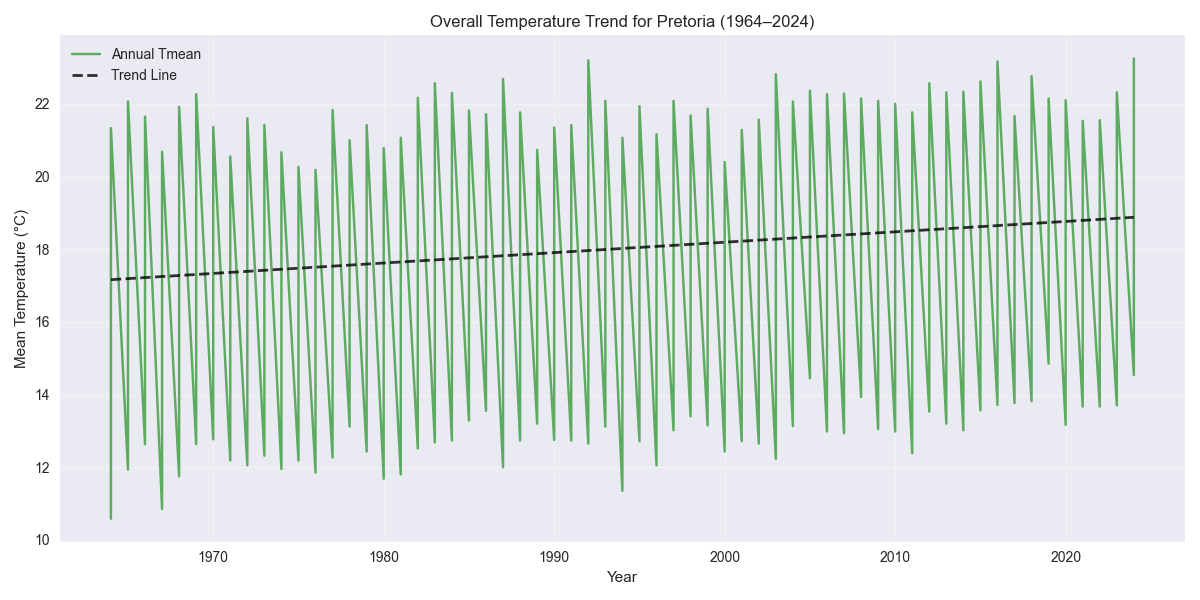 Overall Temperature Trend for Pretoria (1964–2024)
Annual Tmean
Trend Line
Mean Temperature (°C)
22
20
18
16
14
12
10
1970 1980 1990 2000 2010 2020
Year